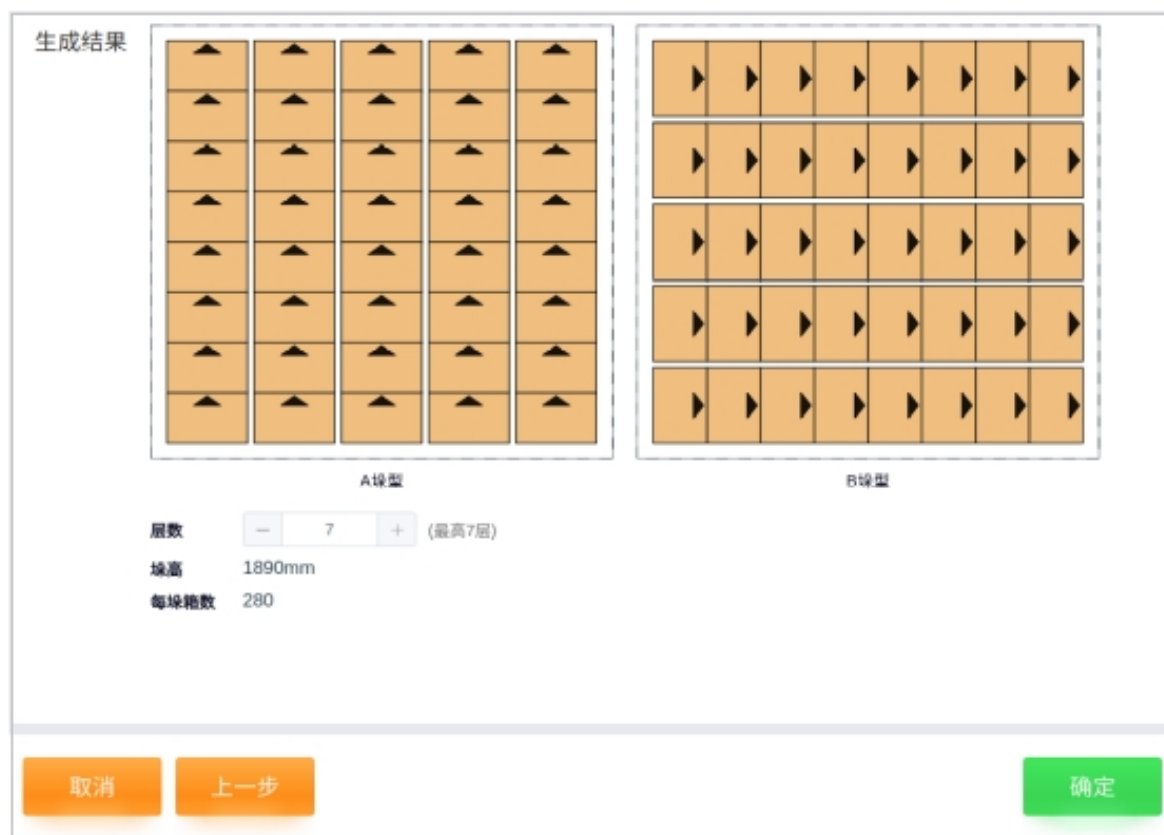 生成结果
A垛型
B垛型
层数 － 7 + (最高7层)
垛高 1890mm
每垛箱数 280
取消 上一步 确定